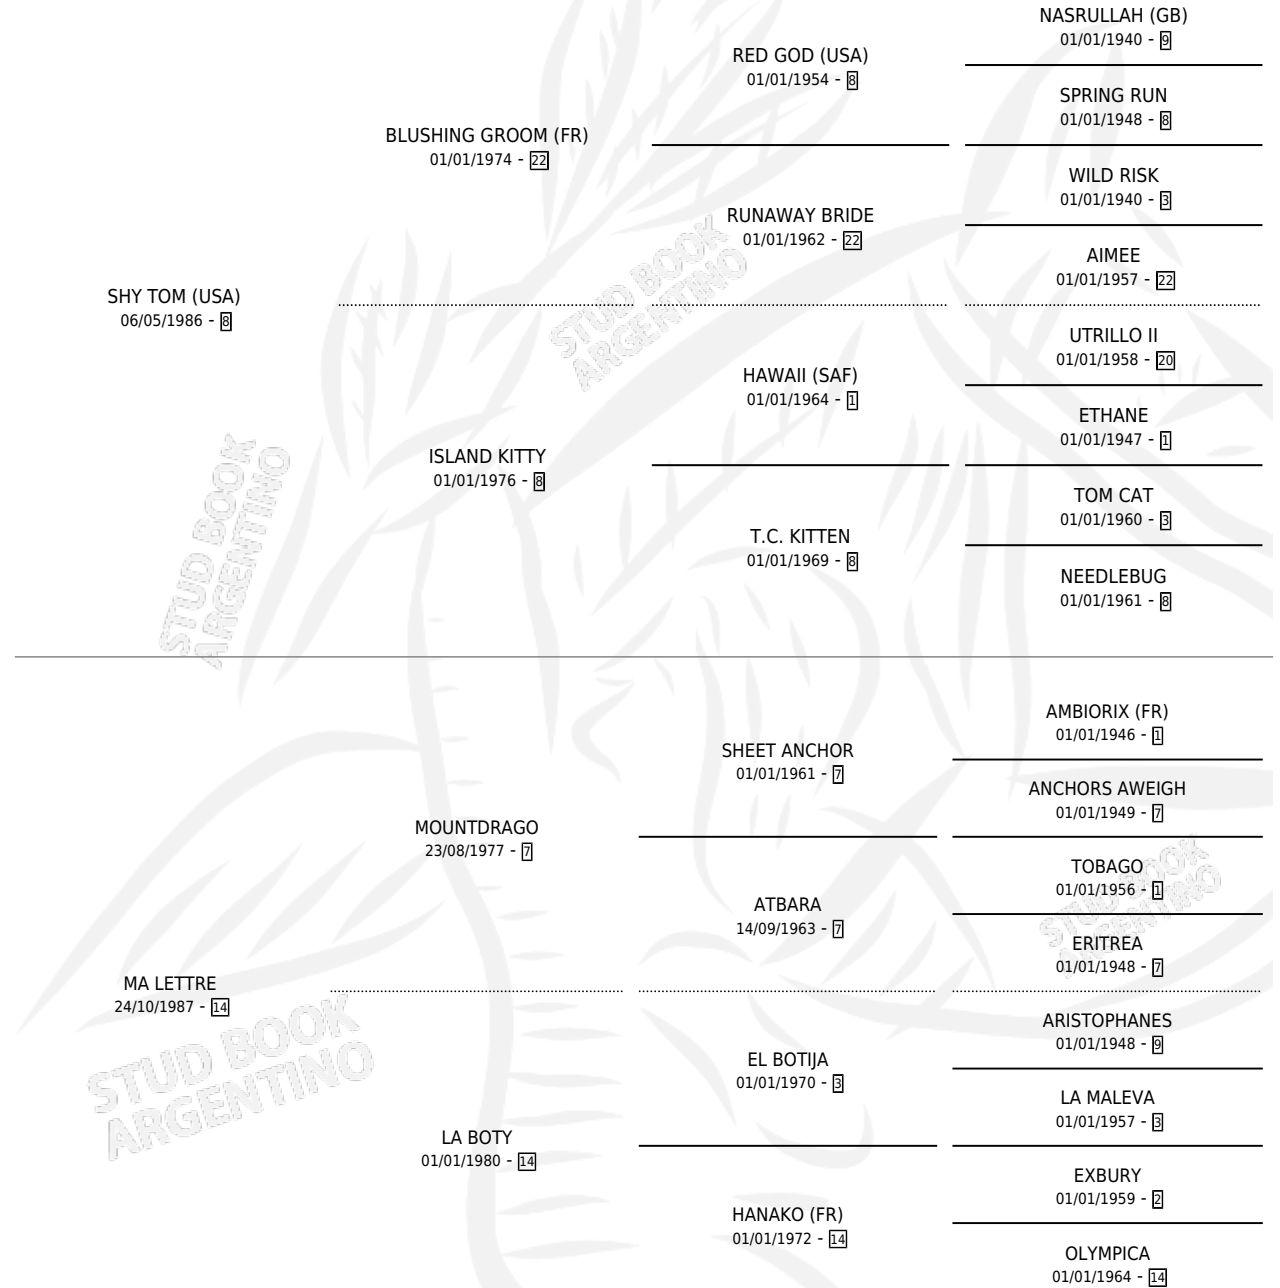 NASRULLAH (GB)
01/01/1940 - 9
RED GOD (USA)
01/01/1954 - 8
SPRING RUN
01/01/1948 - 8
BLUSHING GROOM (FR)
01/01/1974 - 22
WILD RISK
01/01/1940 - 3
RUNAWAY BRIDE
01/01/1962 - 22
AIMEE
01/01/1957 - 22
SHY TOM (USA)
06/05/1986 - 8
STUD BOOK
ARGENTINO
UTRILLO II
01/01/1958 - 20
HAWAII (SAF)
01/01/1964 - 1
ETHANE
01/01/1947 - 1
ISLAND KITTY
01/01/1976 - 8
TOM CAT
01/01/1960 - 3
T.C. KITTEN
01/01/1969 - 8
NEEDLEBUG
01/01/1961 - 8
STUD BOOK
ARGENTINO
AMBIORIX (FR)
01/01/1946 - 1
SHEET ANCHOR
01/01/1961 - 7
ANCHORS AWEIGH
01/01/1949 - 7
MOUNTDRAGO
23/08/1977 - 7
TOBAGO
01/01/1956 - 1
ATBARA
14/09/1963 - 7
ERITREA
01/01/1948 - 7
STUD BOOK
ARGENTINO
MA LETTRE
24/10/1987 - 14
ARISTOPHANES
01/01/1948 - 9
EL BOTIJA
01/01/1970 - 3
LA MALEVA
01/01/1957 - 3
STUD BOOK
ARGENTINO
LA BOTY
01/01/1980 - 14
EXBURY
01/01/1959 - 2
HANAKO (FR)
01/01/1972 - 14
OLYMPICA
01/01/1964 - 14